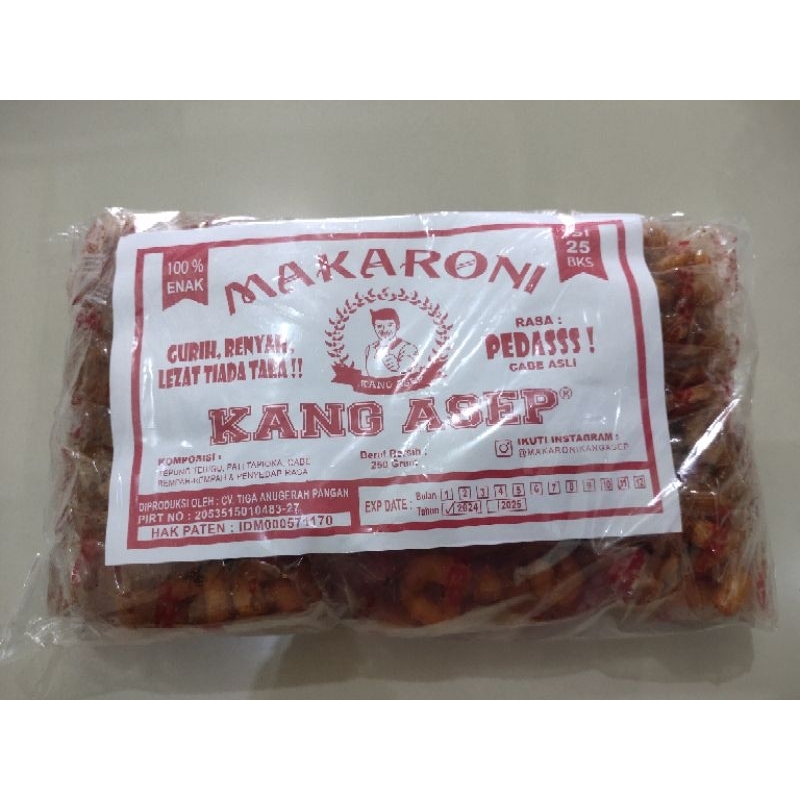 100 %
ENAK
MAKARONI
ISI
25
BKS
GURIH, RENYAH,
LEZAT TIADA TARA !!
KANG ASEP
RASA :
PEDASSS !
CABE ASLI
KANG ASEP®
KOMPOSISI :
TEPUNG TERIGU, PATI TAPIOKA, CABE
REMPAH-REMPAH & PENYEDAP RASA
Berat Bersih :
250 Gram
IKUTI INSTAGRAM :
@MAKARONIKANGASEP
DIPRODUKSI OLEH : CV. TIGA ANUGERAH PANGAN
PIRT NO : 2053515010483-27
HAK PATEN : IDM000571170
EXP DATE :
Bulan 1 2 3 4 5 6 7 8 9 10 11 12
Tahun 2024 2025